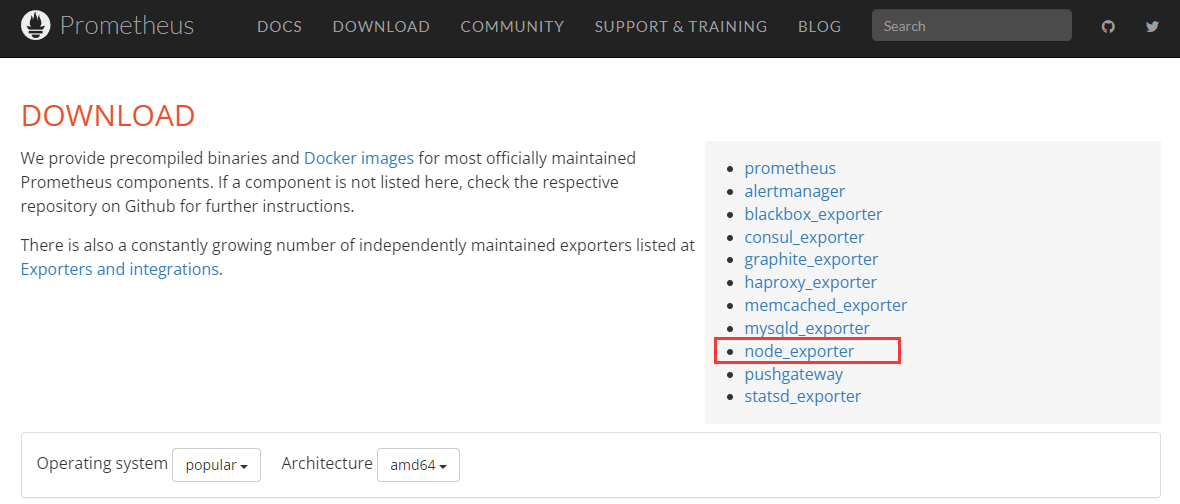 Prometheus DOCS DOWNLOAD COMMUNITY SUPPORT & TRAINING BLOG Search
DOWNLOAD
We provide precompiled binaries and Docker images for most officially maintained
Prometheus components. If a component is not listed here, check the respective
repository on Github for further instructions.
There is also a constantly growing number of independently maintained exporters listed at
Exporters and integrations.
prometheus
alertmanager
blackbox_exporter
consul_exporter
graphite_exporter
haproxy_exporter
memcached_exporter
mysqld_exporter
node_exporter
pushgateway
statsd_exporter
Operating system popular Architecture amd64